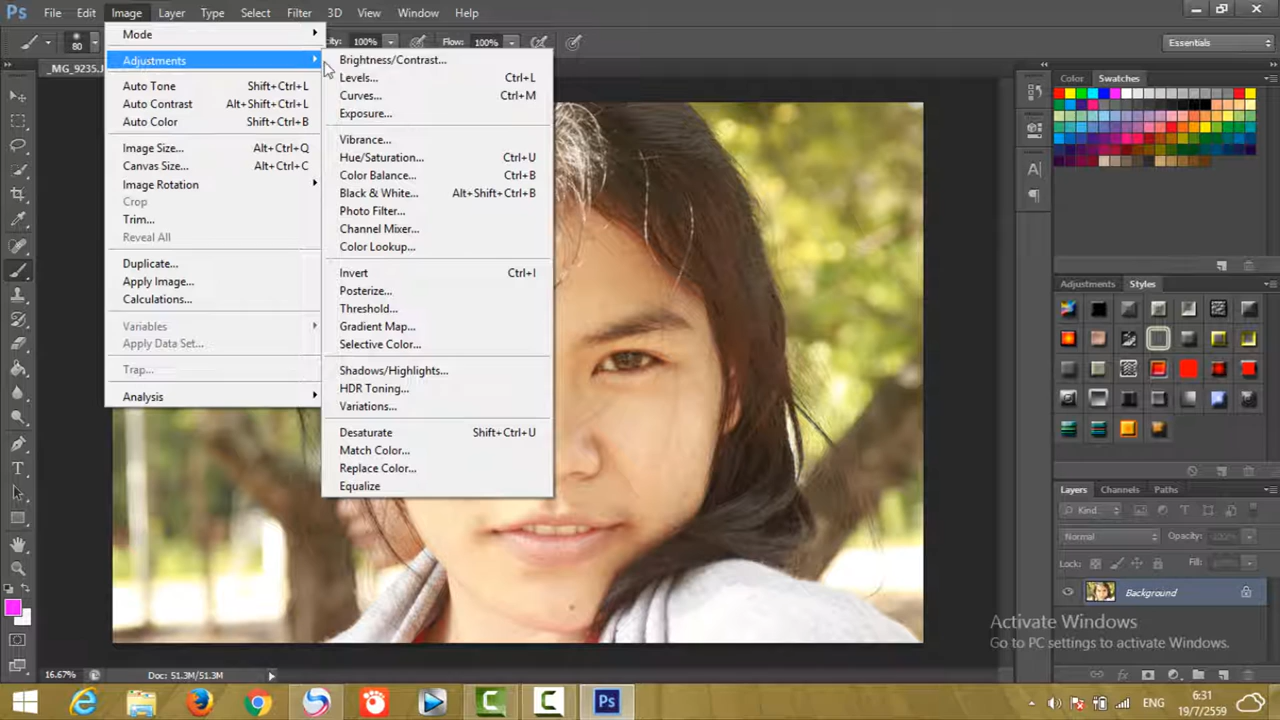 Ps File Edit Image Layer Type Select Filter 3D View Window Help
80 100% Flow: 100% Essentials
_MG_9235.J
Mode
Adjustments
Auto Tone Shift+Ctrl+L
Auto Contrast Alt+Shift+Ctrl+L
Auto Color Shift+Ctrl+B
Image Size... Alt+Ctrl+Q
Canvas Size... Alt+Ctrl+C
Image Rotation
Crop
Trim...
Reveal All
Duplicate...
Apply Image...
Calculations...
Variables
Apply Data Set...
Trap...
Analysis
Brightness/Contrast...
Levels... Ctrl+L
Curves... Ctrl+M
Exposure...
Vibrance...
Hue/Saturation... Ctrl+U
Color Balance... Ctrl+B
Black & White... Alt+Shift+Ctrl+B
Photo Filter...
Channel Mixer...
Color Lookup...
Invert Ctrl+I
Posterize...
Threshold...
Gradient Map...
Selective Color...
Shadows/Highlights...
HDR Toning...
Variations...
Desaturate Shift+Ctrl+U
Match Color...
Replace Color...
Equalize
Color Swatches
Adjustments Styles
Layers Channels Paths
Kind
Normal Opacity: 100%
Lock: Fill:
Background
Activate Windows
Go to PC settings to activate Windows.
16.67% Doc: 51.3M/51.3M
ENG 6:31
19/7/2559